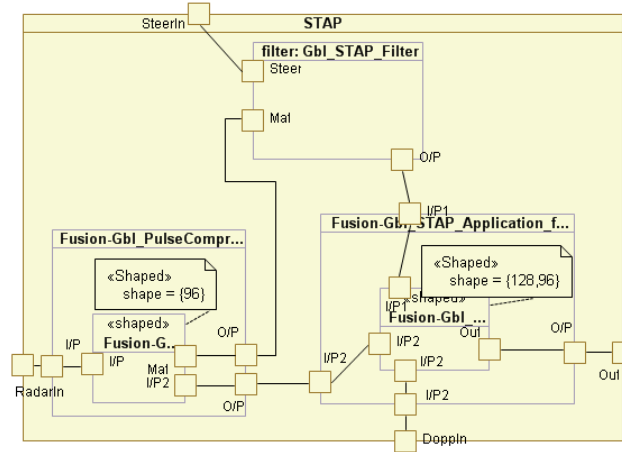 STAP
SteerIn
filter: Gbl_STAP_Filter
Steer
Mat
O/P
I/P1
Fusion-Gbl_PulseCompr...
«Shaped»
shape = {96}
«shaped»
Fusion-G...
I/P
I/P
Mat
I/P2
O/P
O/P
RadarIn
Fusion-Gbl_STAP_Application_f...
«Shaped»
shape = {128,96}
«shaped»
I/P1
Fusion-Gbl_...
Out
O/P
I/P2
I/P2
I/P2
I/P2
Out
DoppIn